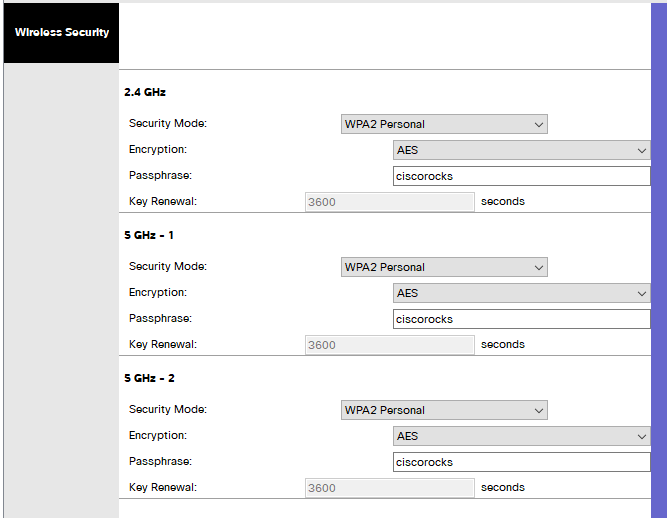 Wireless Security
2.4 GHz
Security Mode: WPA2 Personal
Encryption: AES
Passphrase: ciscorocks
Key Renewal: 3600 seconds
5 GHz - 1
Security Mode: WPA2 Personal
Encryption: AES
Passphrase: ciscorocks
Key Renewal: 3600 seconds
5 GHz - 2
Security Mode: WPA2 Personal
Encryption: AES
Passphrase: ciscorocks
Key Renewal: 3600 seconds